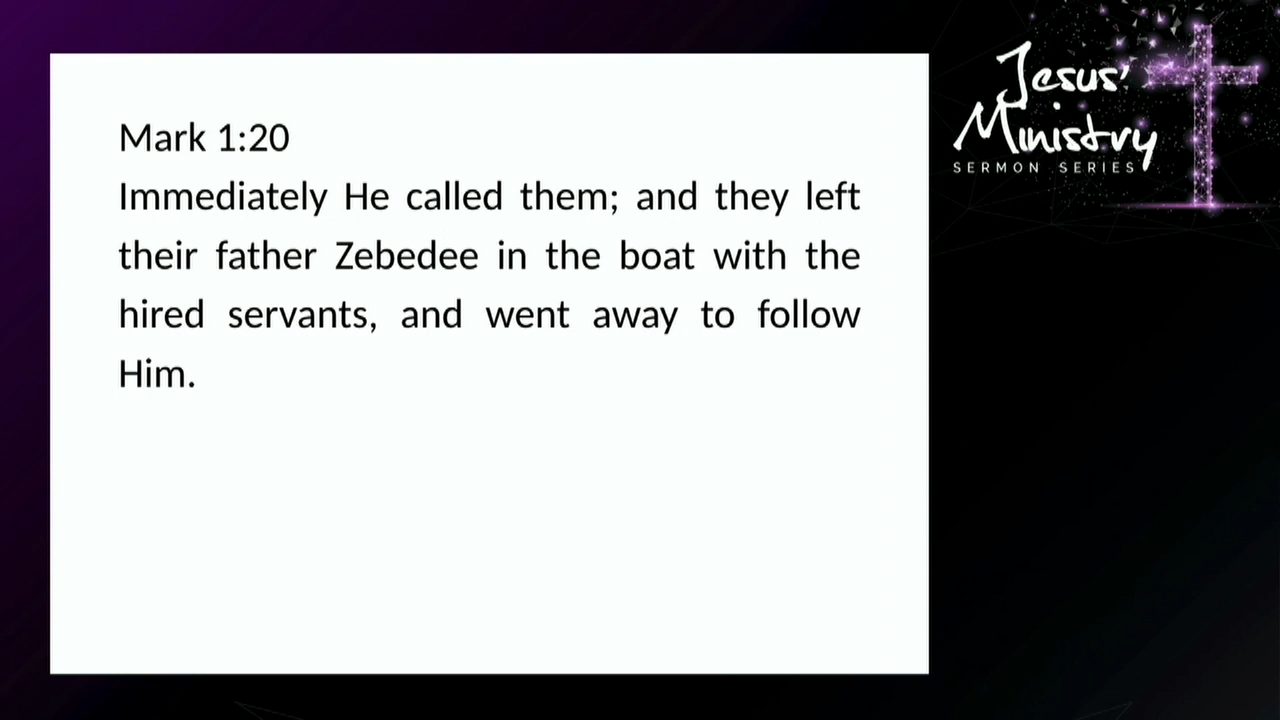 Mark 1:20
Immediately He called them; and they left
their father Zebedee in the boat with the
hired servants, and went away to follow
Him.
Jesus'
Ministry
SERMON SERIES